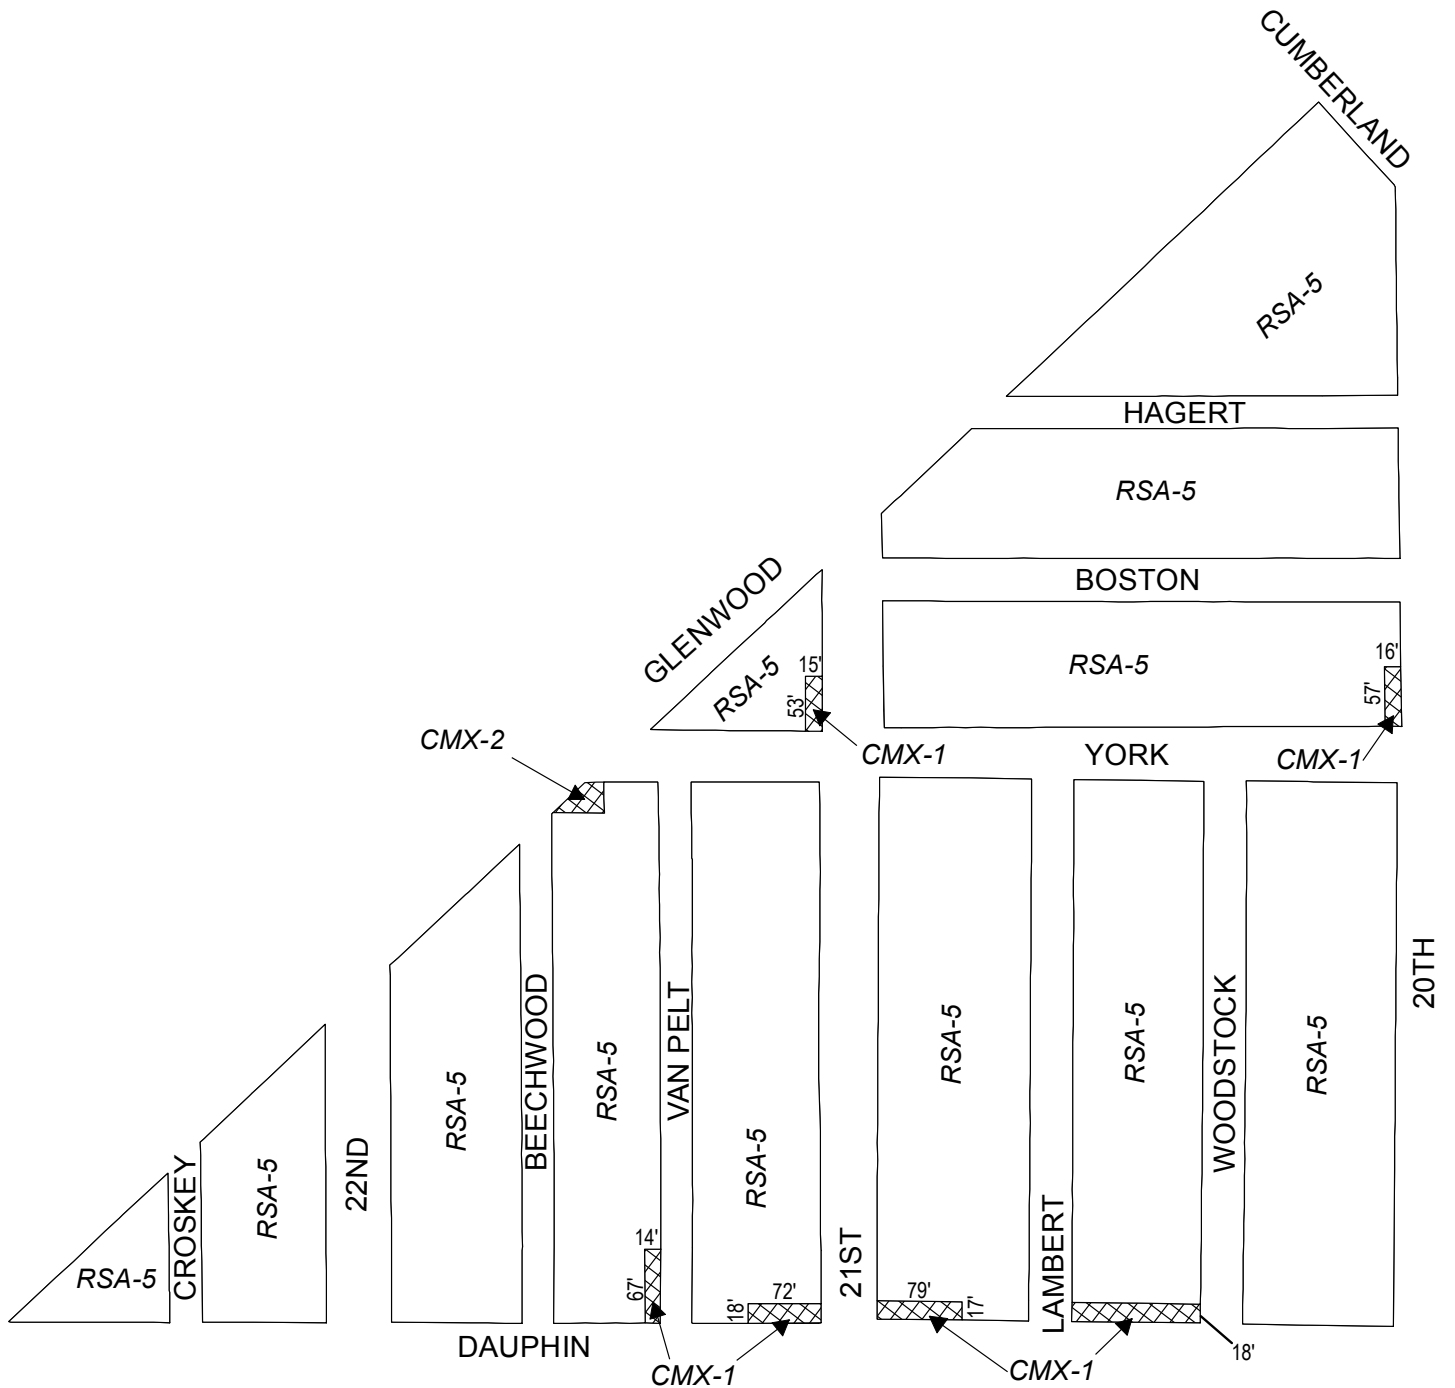 CUMBERLAND
RSA-5
HAGERT
RSA-5
BOSTON
GLENWOOD
RSA-5
15'
53'
RSA-5
16'
57'
CMX-2
CMX-1
YORK
CMX-1
RSA-5
CROSKEY
RSA-5
22ND
RSA-5
BEECHWOOD
RSA-5
VAN PELT
RSA-5
21ST
RSA-5
LAMBERT
RSA-5
WOODSTOCK
RSA-5
20TH
14'
67'
72'
18'
79'
17'
18'
DAUPHIN
CMX-1
CMX-1